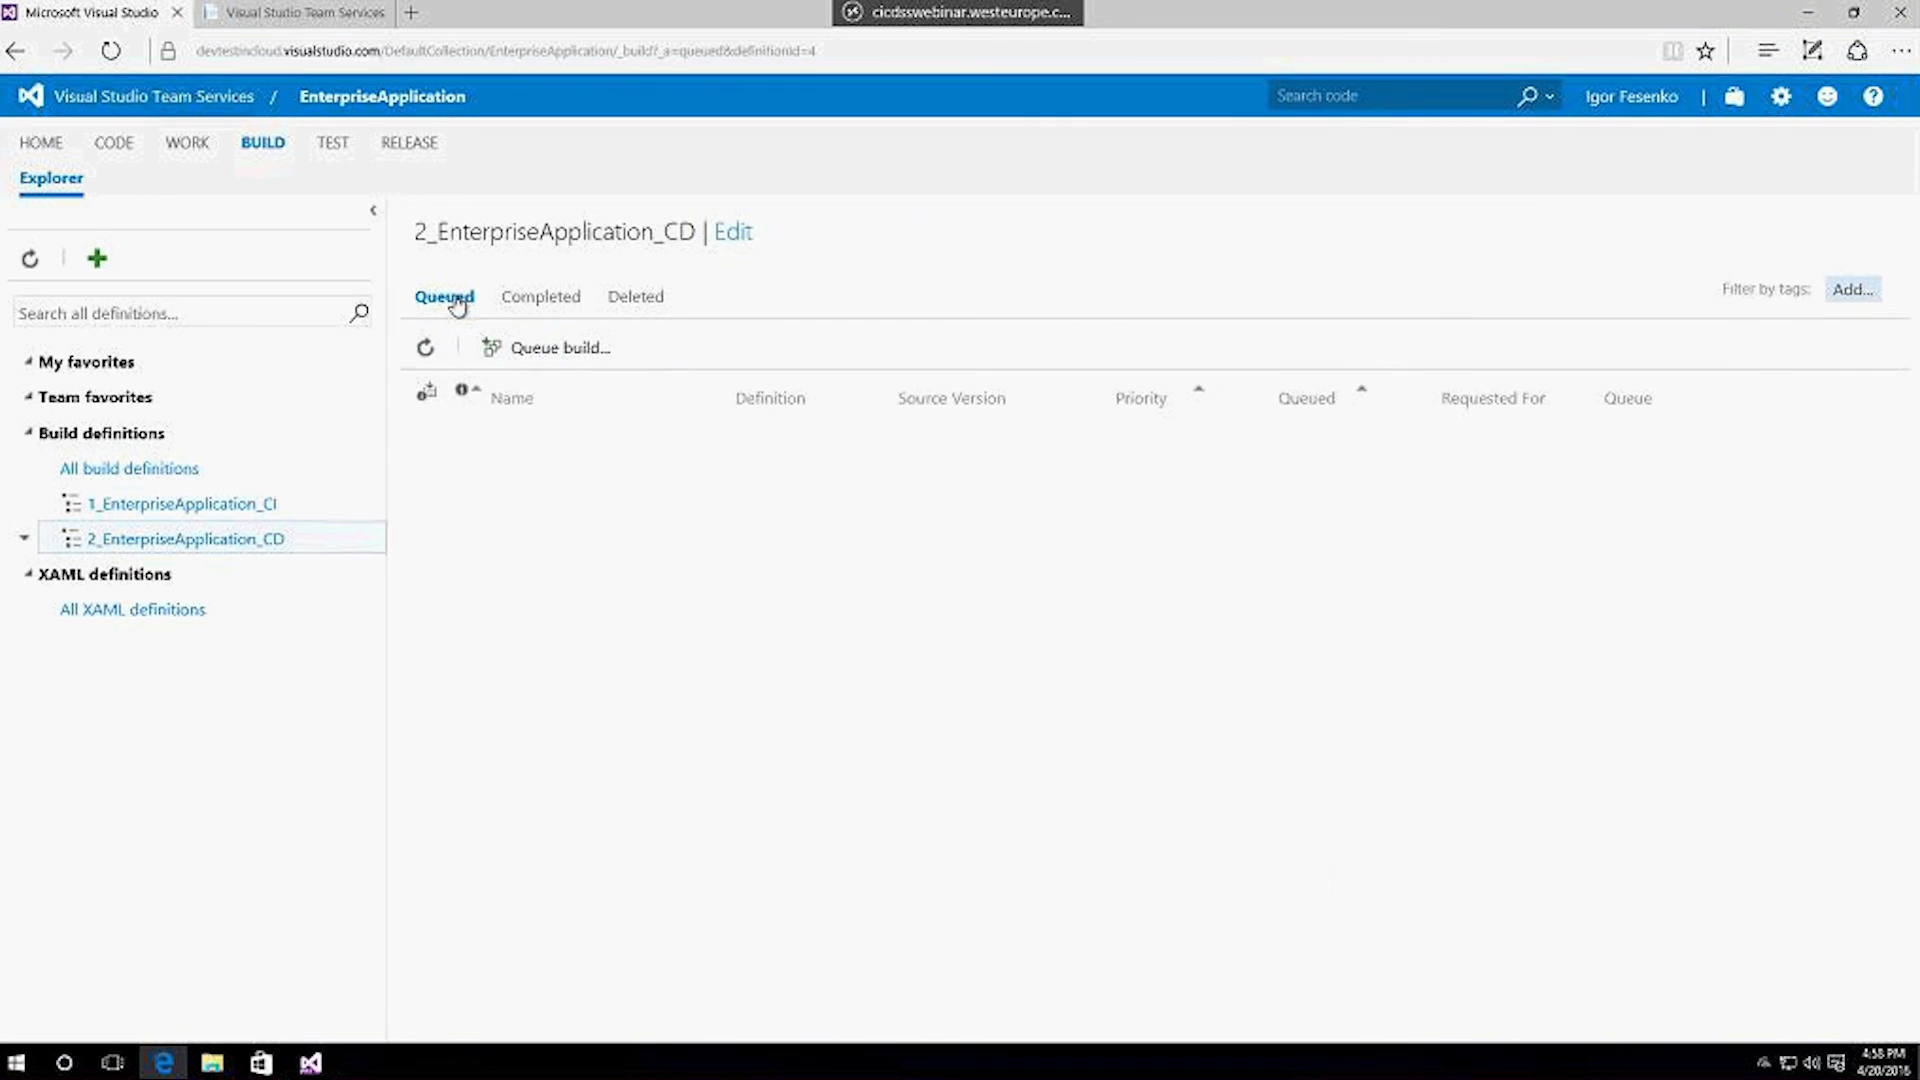 Microsoft Visual Studio
Visual Studio Team Services
cicdsswebinar.westeurope.c...
devtestincloud.visualstudio.com/DefaultCollection/EnterpriseApplication/_build?_a=queued&definitionId=4
Visual Studio Team Services / EnterpriseApplication
Search code
Igor Fesenko
HOME CODE WORK BUILD TEST RELEASE
Explorer
2_EnterpriseApplication_CD | Edit
Queued Completed Deleted
Filter by tags: Add...
Search all definitions...
Queue build...
Name Definition Source Version Priority Queued Requested For Queue
My favorites
Team favorites
Build definitions
All build definitions
1_EnterpriseApplication_CI
2_EnterpriseApplication_CD
XAML definitions
All XAML definitions
4:58 PM
4/20/2016